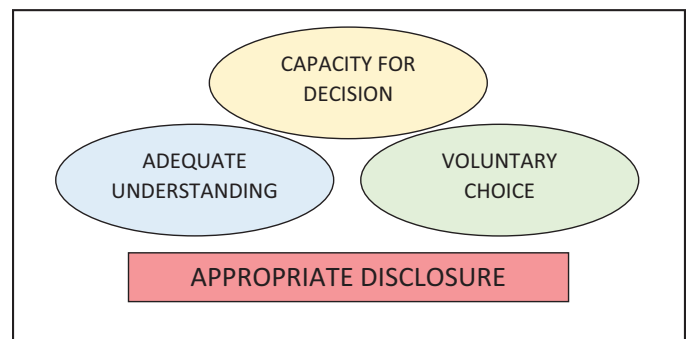 CAPACITY FOR
DECISION
ADEQUATE
UNDERSTANDING
VOLUNTARY
CHOICE
APPROPRIATE DISCLOSURE